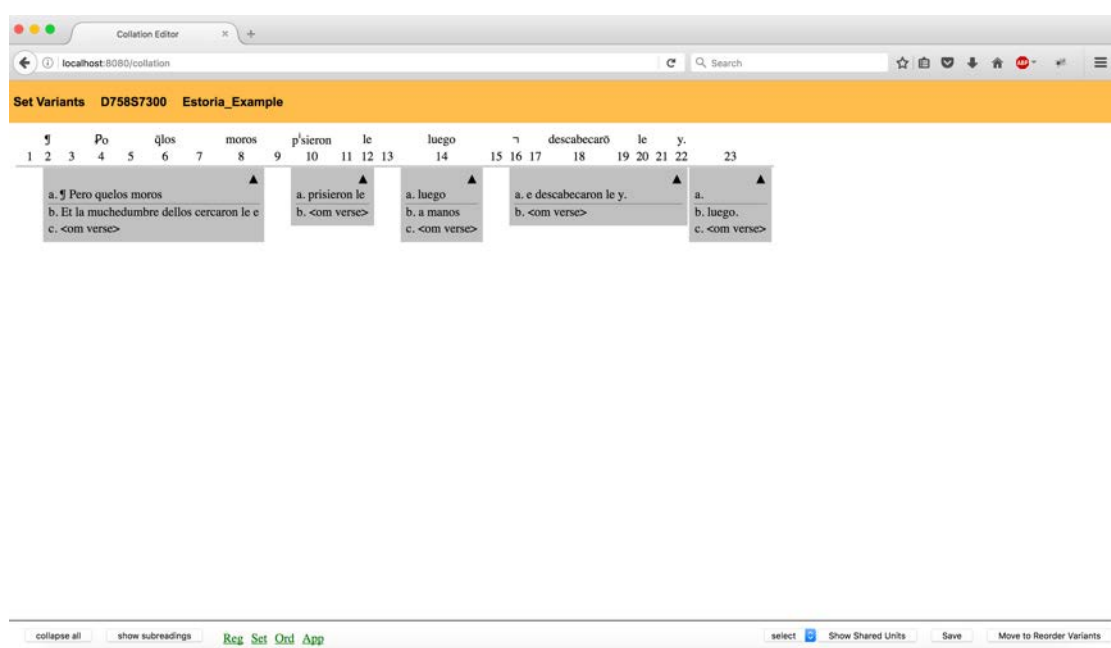 Collation Editor × +
localhost:8080/collation Search ABP
Set Variants D758S7300 Estoria_Example
¶ Ꝑo q̃los moros pⁱsieron le luego ⁊ descabecarō le y.
1 2 3 4 5 6 7 8 9 10 11 12 13 14 15 16 17 18 19 20 21 22 23
a. ¶ Pero quelos moros
b. Et la muchedumbre dellos cercaron le e
c. <om verse>
a. prisieron le
b. <om verse>
a. luego
b. a manos
c. <om verse>
a. e descabecaron le y.
b. <om verse>
a.
b. luego.
c. <om verse>
collapse all show subreadings Reg Set Ord App select Show Shared Units Save Move to Reorder Variants